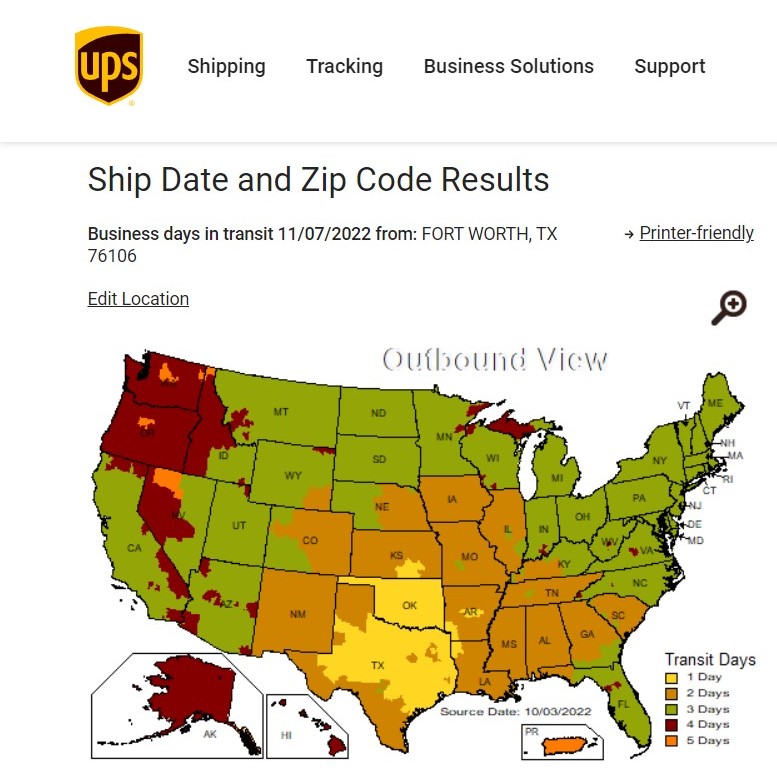 ups
Shipping Tracking Business Solutions Support
Ship Date and Zip Code Results
Business days in transit 11/07/2022 from: FORT WORTH, TX
76106
→ Printer-friendly
Edit Location
Outbound View
VT ME
MT ND
OR ID MN
NH
MA
WY SD WI MI NY
RI
CT
NV UT NE IA PA
NJ
CA CO IL IN OH
DE
MD
KS MO WV VA
KY
AZ NM OK AR TN NC
SC
MS AL GA
TX LA
FL
Transit Days
1 Day
2 Days
3 Days
4 Days
5 Days
Source Date: 10/03/2022
AK HI PR